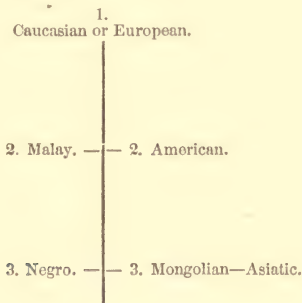 1.
Caucasian or European.
2. Malay. — — 2. American.
3. Negro. — — 3. Mongolian—Asiatic.